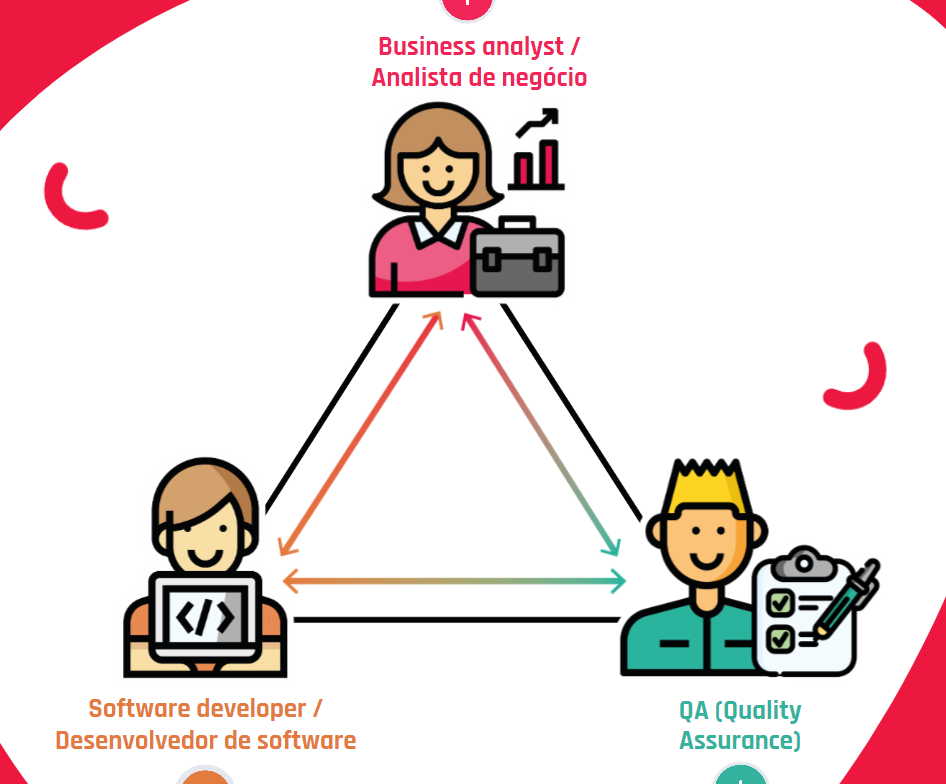 Business analyst /
Analista de negócio
</>
Software developer /
Desenvolvedor de software
QA (Quality
Assurance)